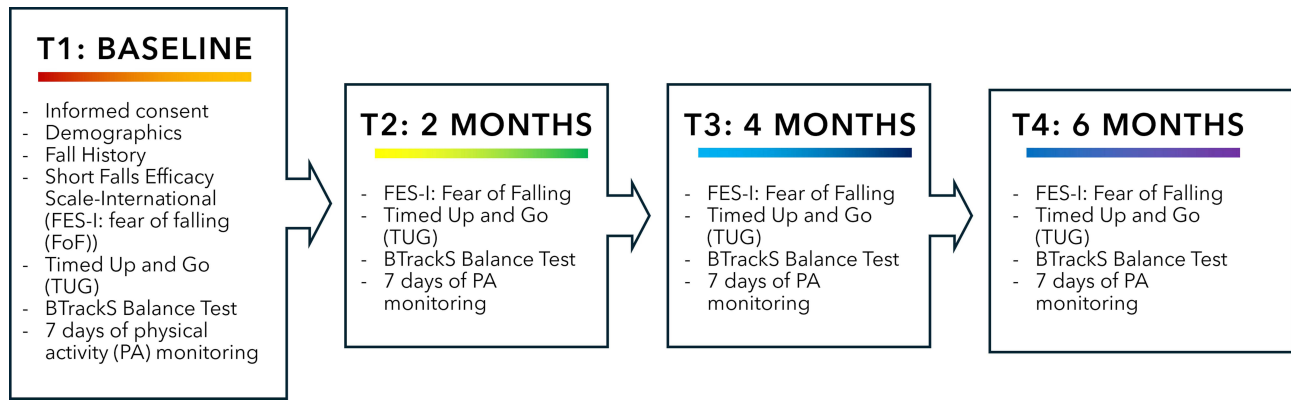 T1: BASELINE
- Informed consent
- Demographics
- Fall History
- Short Falls Efficacy
Scale-International
(FES-I: fear of falling
(FoF))
- Timed Up and Go
(TUG)
- BTrackS Balance Test
- 7 days of physical
activity (PA) monitoring
T2: 2 MONTHS
- FES-I: Fear of Falling
- Timed Up and Go
(TUG)
- BTrackS Balance Test
- 7 days of PA
monitoring
T3: 4 MONTHS
- FES-I: Fear of Falling
- Timed Up and Go
(TUG)
- BTrackS Balance Test
- 7 days of PA
monitoring
T4: 6 MONTHS
- FES-I: Fear of Falling
- Timed Up and Go
(TUG)
- BTrackS Balance Test
- 7 days of PA
monitoring